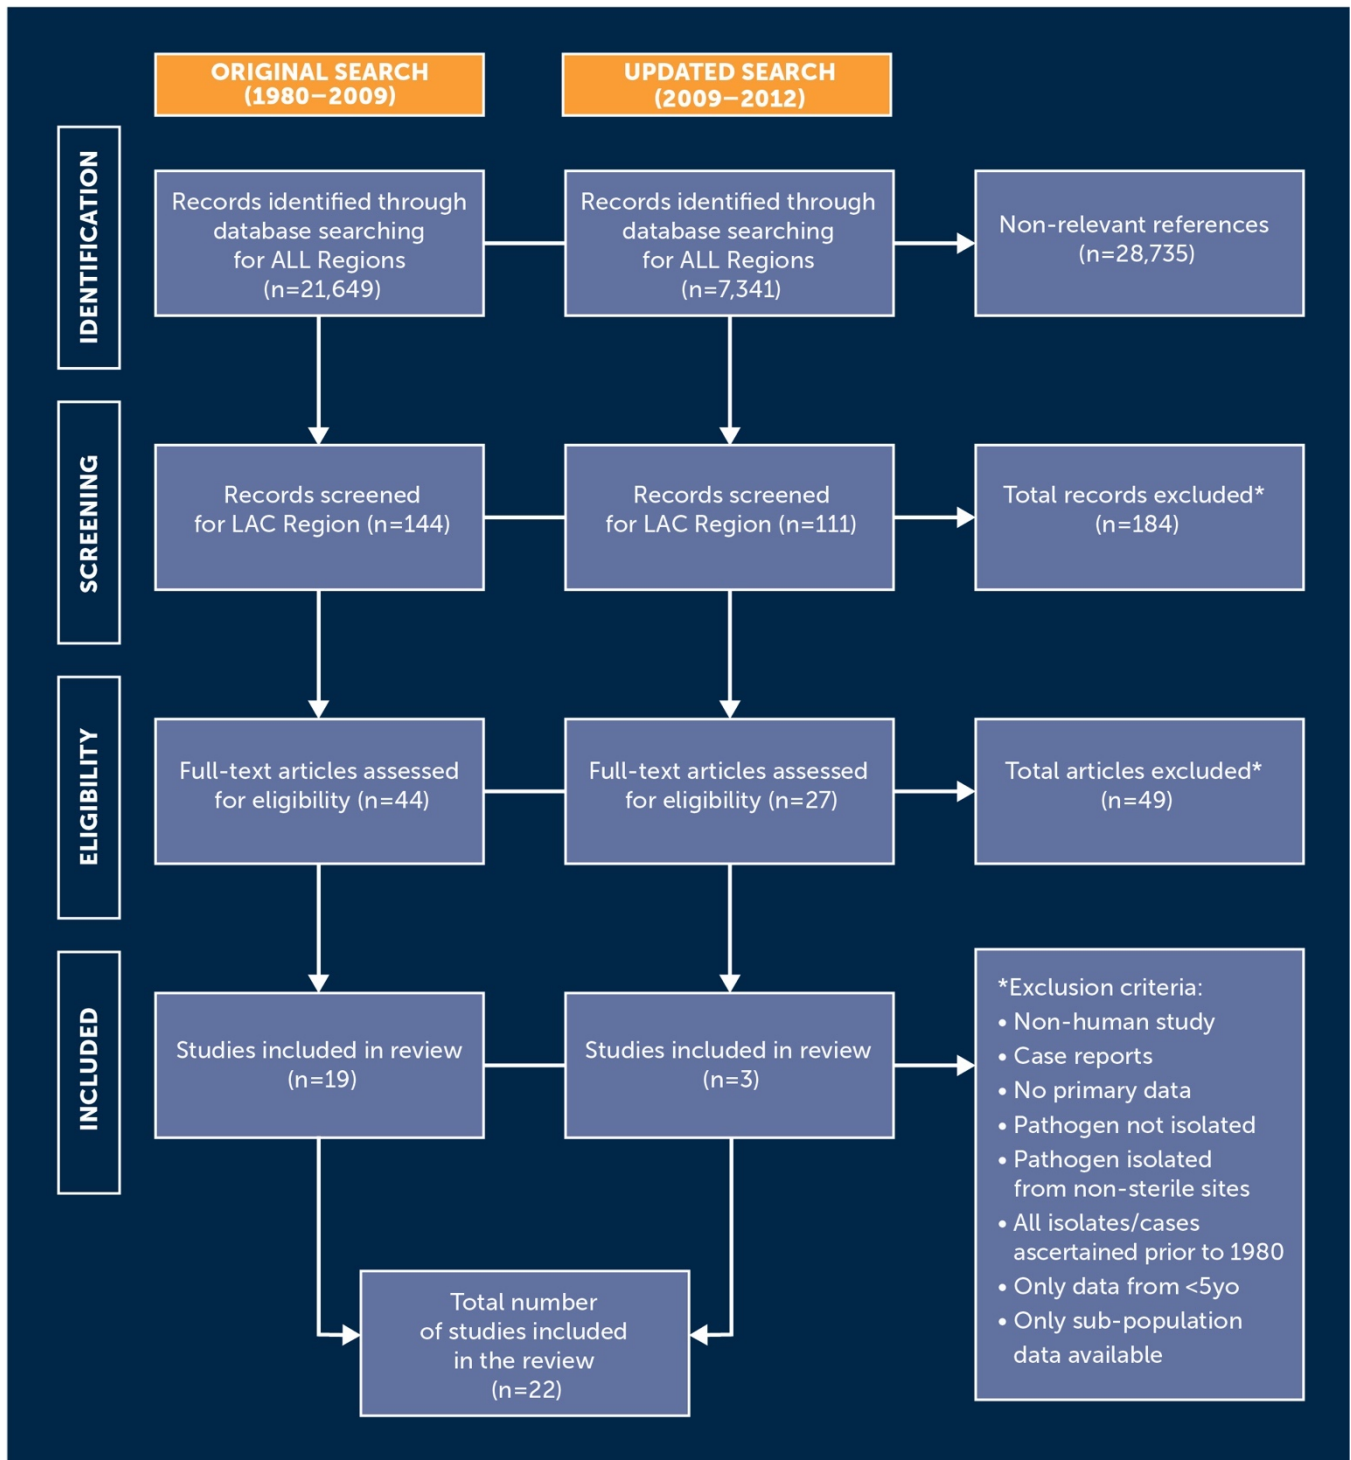 ORIGINAL SEARCH
(1980–2009)
UPDATED SEARCH
(2009–2012)
IDENTIFICATION
Records identified through
database searching
for ALL Regions
(n=21,649)
Records identified through
database searching
for ALL Regions
(n=7,341)
Non-relevant references
(n=28,735)
SCREENING
Records screened
for LAC Region (n=144)
Records screened
for LAC Region (n=111)
Total records excluded*
(n=184)
ELIGIBILITY
Full-text articles assessed
for eligibility (n=44)
Full-text articles assessed
for eligibility (n=27)
Total articles excluded*
(n=49)
INCLUDED
Studies included in review
(n=19)
Studies included in review
(n=3)
*Exclusion criteria:
• Non-human study
• Case reports
• No primary data
• Pathogen not isolated
• Pathogen isolated
from non-sterile sites
• All isolates/cases
ascertained prior to 1980
• Only data from <5yo
• Only sub-population
data available
Total number
of studies included
in the review
(n=22)